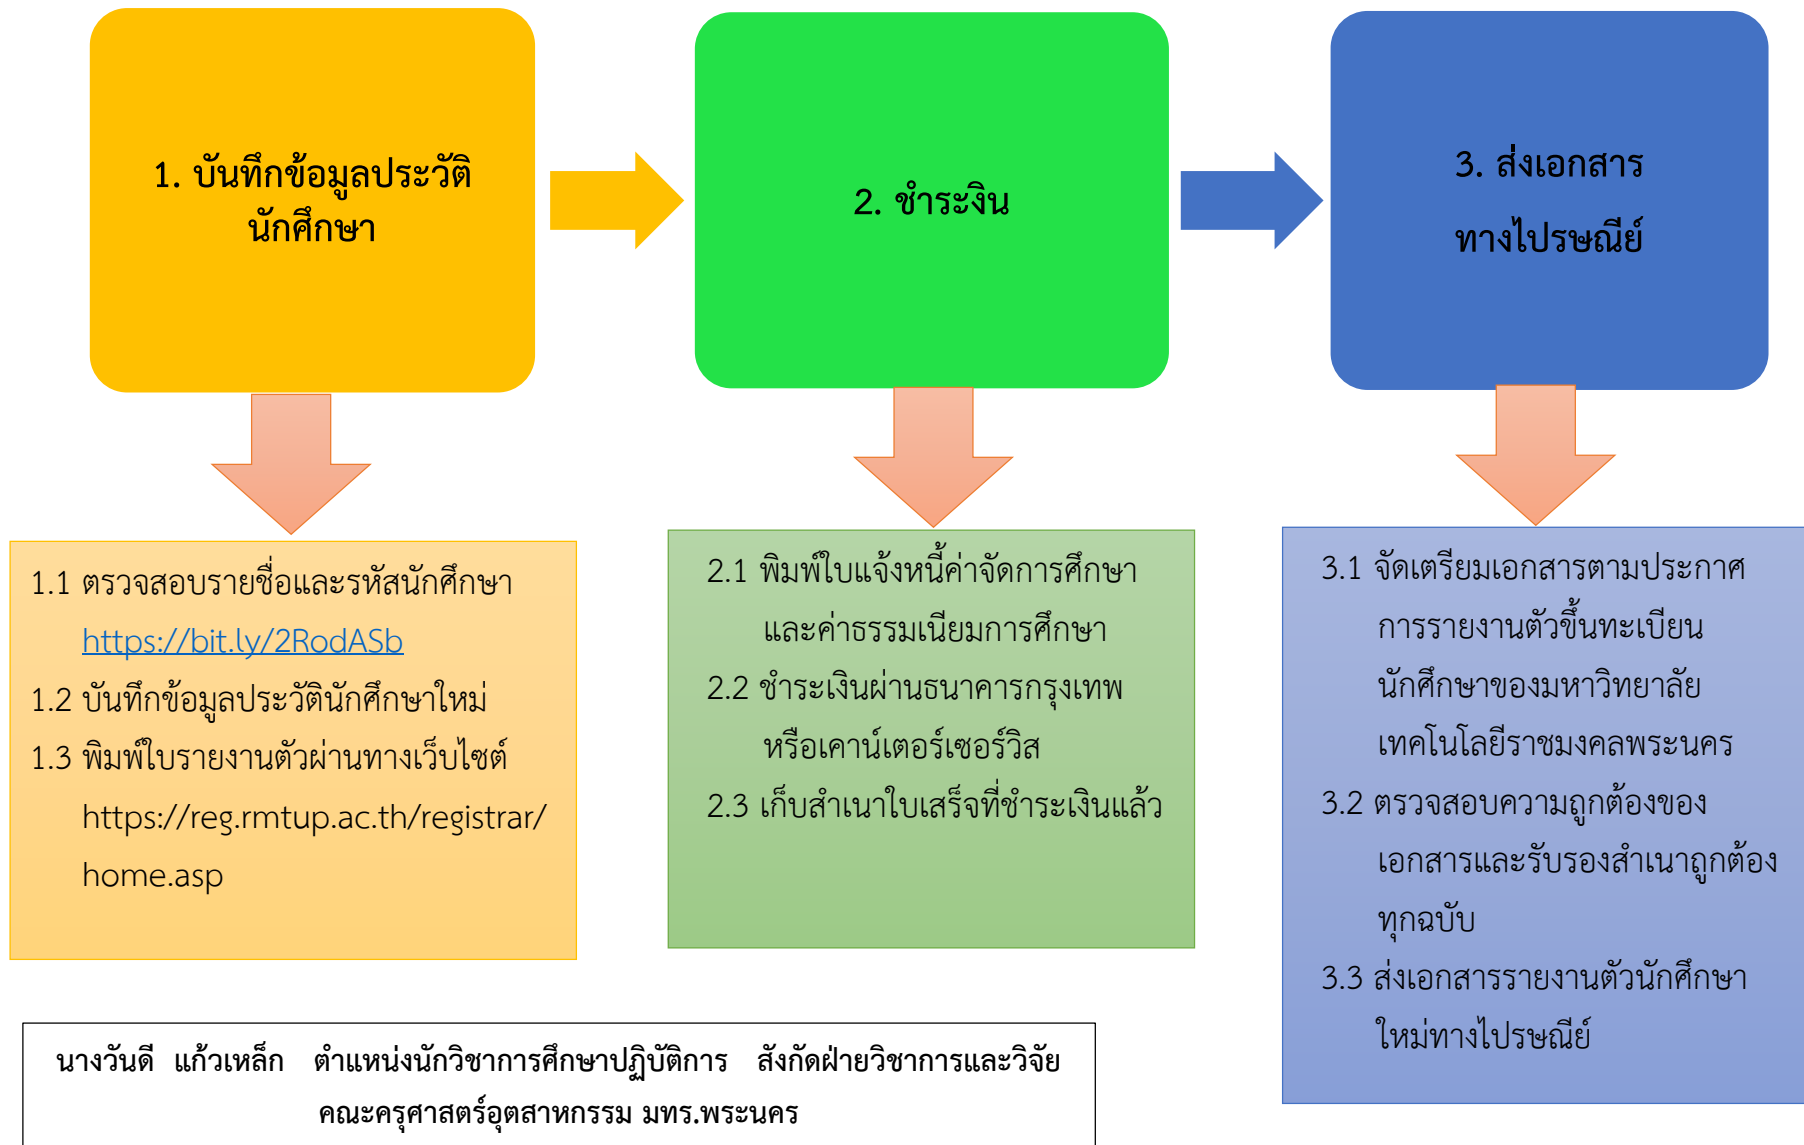 1. บันทึกข้อมูลประวัติ
นักศึกษา
2. ชำระงิน
3. ส่งเอกสาร
ทางไปรษณีย์
1.1 ตรวจสอบรายชื่อและรหัสนักศึกษา
https://bit.ly/2RodASb
1.2 บันทึกข้อมูลประวัตินักศึกษาใหม่
1.3 พิมพ์ใบรายงานตัวผ่านทางเว็บไซต์
https://reg.rmtup.ac.th/registrar/
home.asp
2.1 พิมพ์ใบแจ้งหนี้ค่าจัดการศึกษา
และค่าธรรมเนียมการศึกษา
2.2 ชำระเงินผ่านธนาคารกรุงเทพ
หรือเคาน์เตอร์เซอร์วิส
2.3 เก็บสำเนาใบเสร็จที่ชำระเงินแล้ว
3.1 จัดเตรียมเอกสารตามประกาศ
การรายงานตัวขึ้นทะเบียน
นักศึกษาของมหาวิทยาลัย
เทคโนโลยีราชมงคลพระนคร
3.2 ตรวจสอบความถูกต้องของ
เอกสารและรับรองสำเนาถูกต้อง
ทุกฉบับ
3.3 ส่งเอกสารรายงานตัวนักศึกษา
ใหม่ทางไปรษณีย์
นางวันดี แก้วเหล็ก ตำแหน่งนักวิชาการศึกษาปฏิบัติการ สังกัดฝ่ายวิชาการและวิจัย
คณะครุศาสตร์อุตสาหกรรม มทร.พระนคร